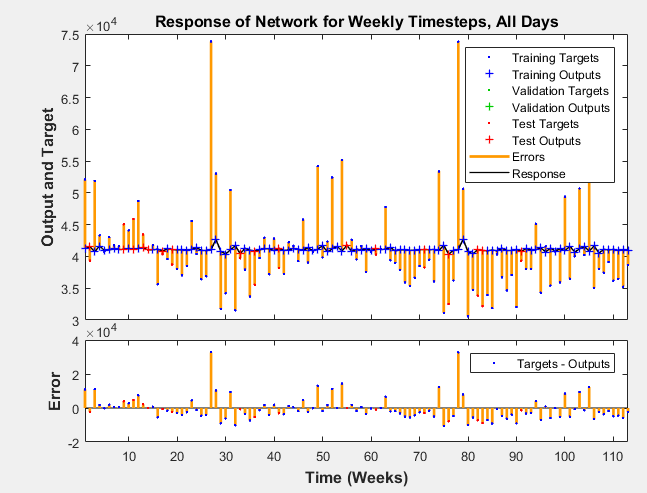 Response of Network for Weekly Timesteps, All Days
×10^4
7.5
7
6.5
6
5.5
5
4.5
4
3.5
3
Output and Target
Training Targets
Training Outputs
Validation Targets
Validation Outputs
Test Targets
Test Outputs
Errors
Response
×10^4
4
2
0
-2
Error
Targets - Outputs
10 20 30 40 50 60 70 80 90 100 110
Time (Weeks)